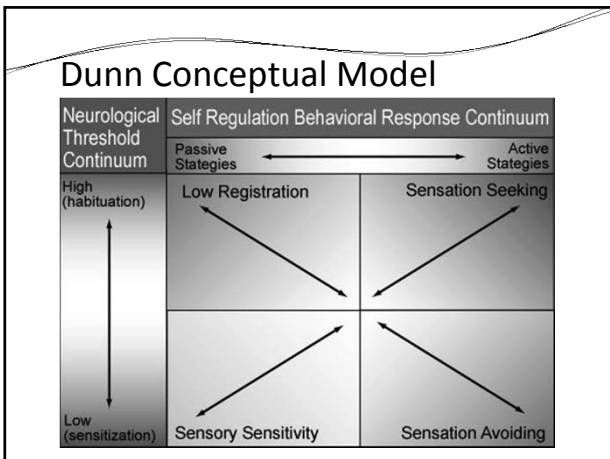 Dunn Conceptual Model
Neurological
Threshold
Continuum
Self Regulation Behavioral Response Continuum
Passive
Stategies
Active
Stategies
High
(habituation)
Low Registration
Sensation Seeking
Low
(sensitization)
Sensory Sensitivity
Sensation Avoiding